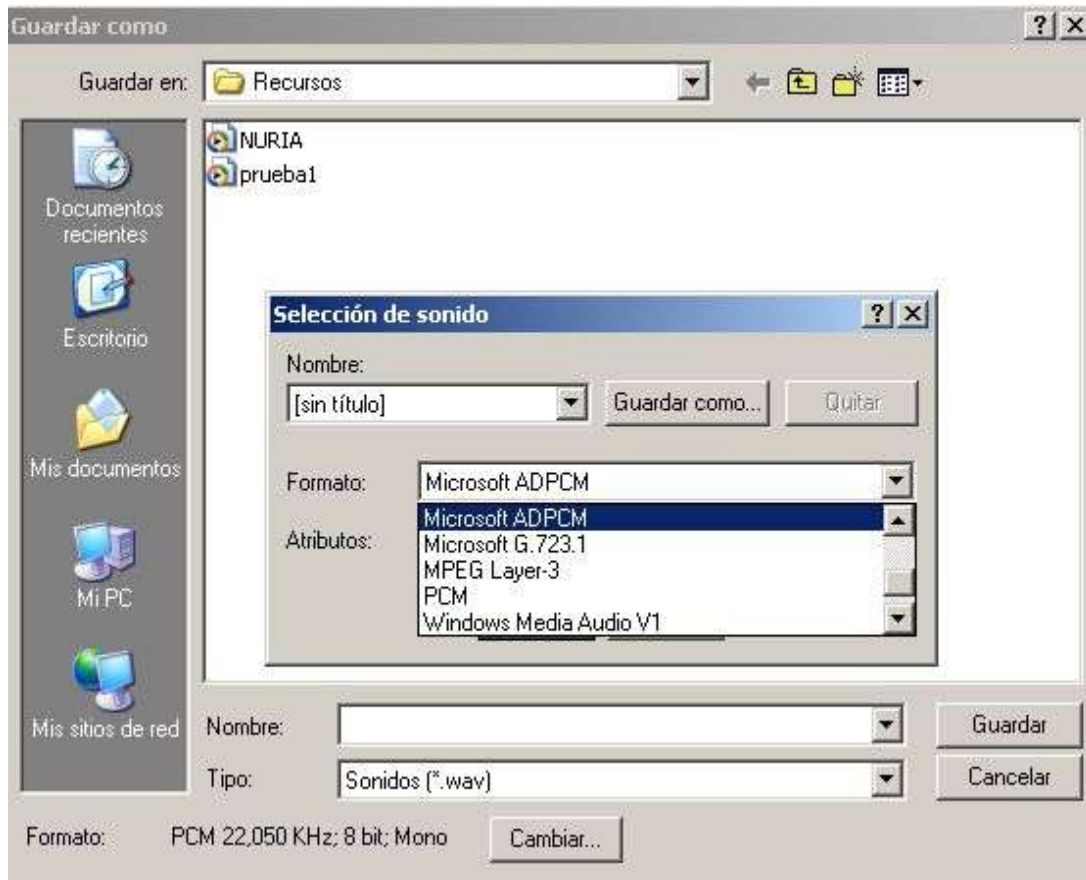 Guardar como
Guardar en: Recursos
NURIA
prueba1
Documentos
recientes
Escritorio
Mis documentos
Mi PC
Mis sitios de red
Selección de sonido
Nombre:
[sin título] Guardar como... Quitar
Formato: Microsoft ADPCM
Microsoft ADPCM
Atributos: Microsoft G.723.1
MPEG Layer-3
PCM
Windows Media Audio V1
Nombre: Guardar
Tipo: Sonidos (*.wav) Cancelar
Formato: PCM 22,050 KHz; 8 bit; Mono Cambiar...